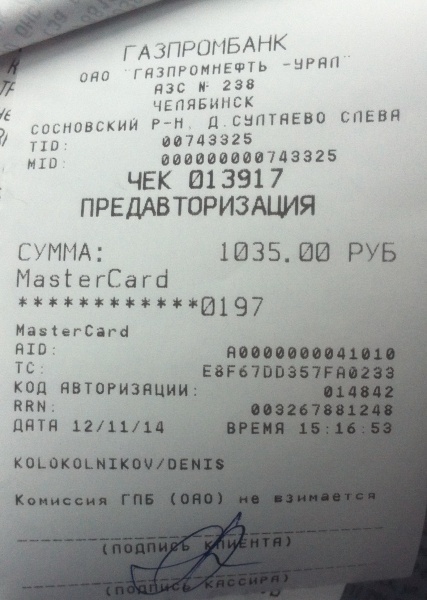 ГАЗПРОМБАНК
ОАО "ГАЗПРОМНЕФТЬ -УРАЛ"
АЗС № 238
ЧЕЛЯБИНСК
СОСНОВСКИЙ Р-Н, Д.СУЛТАЕВО СЛЕВА
TID: 00743325
MID: 000000000743325
ЧЕК 013917
ПРЕДАВТОРИЗАЦИЯ
СУММА: 1035.00 РУБ
MasterCard
************0197
MasterCard
AID: A0000000041010
TC: E8F67DD357FA0233
КОД АВТОРИЗАЦИИ: 014842
RRN: 003267881248
ДАТА 12/11/14 ВРЕМЯ 15:16:53
KOLOKOLNIKOV/DENIS
Комиссия ГПБ (ОАО) не взимается
(ПОДПИСЬ КЛИЕНТА)
(ПОДПИСЬ КАССИРА)